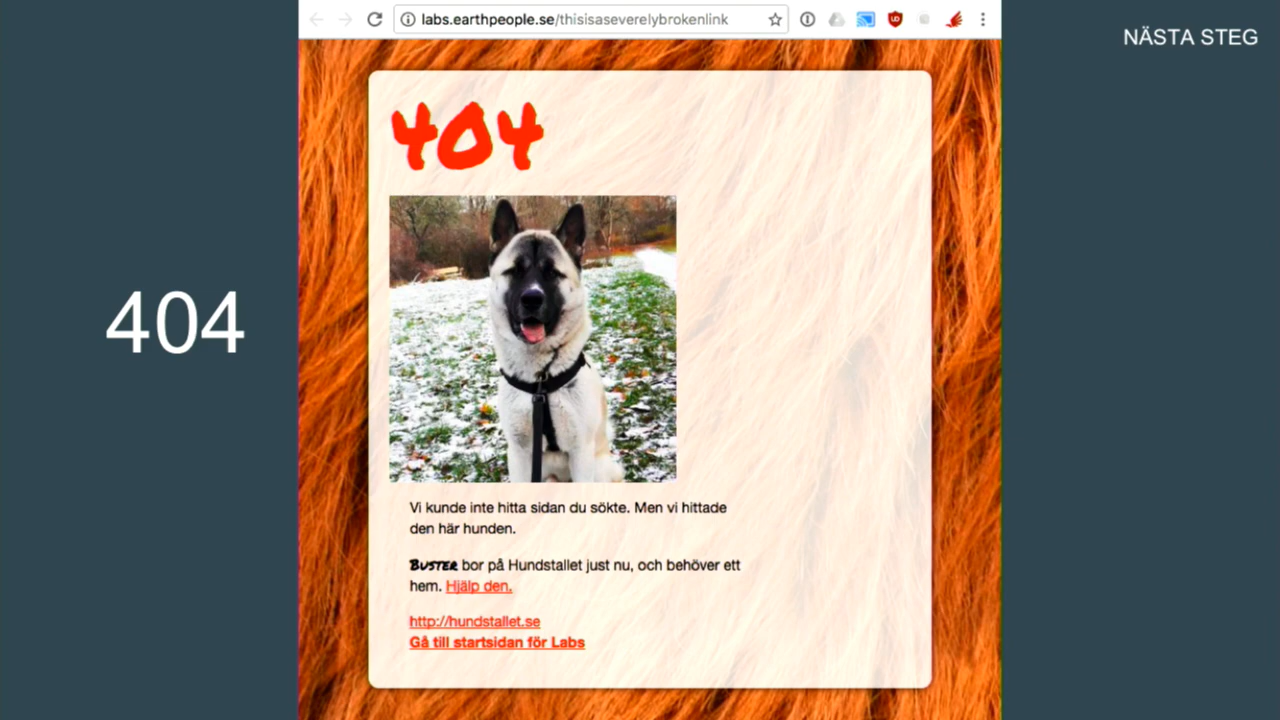 labs.earthpeople.se/thisisaseverelybrokenlink
NÄSTA STEG
404
404
Vi kunde inte hitta sidan du sökte. Men vi hittade
den här hunden.
BUSTER bor på Hundstallet just nu, och behöver ett
hem. Hjälp den.
http://hundstallet.se
Gå till startsidan för Labs